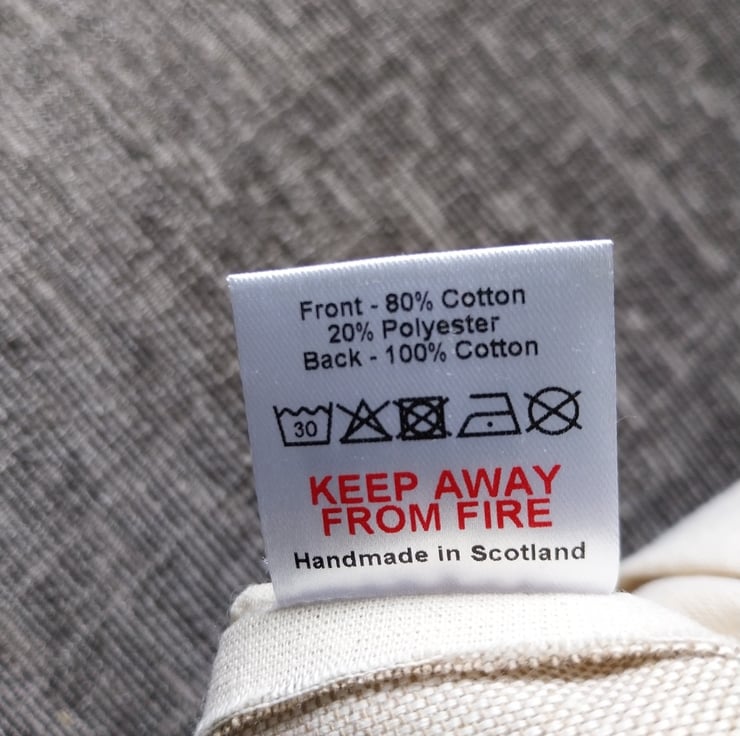 Front - 80% Cotton
20% Polyester
Back - 100% Cotton
30
KEEP AWAY
FROM FIRE
Handmade in Scotland